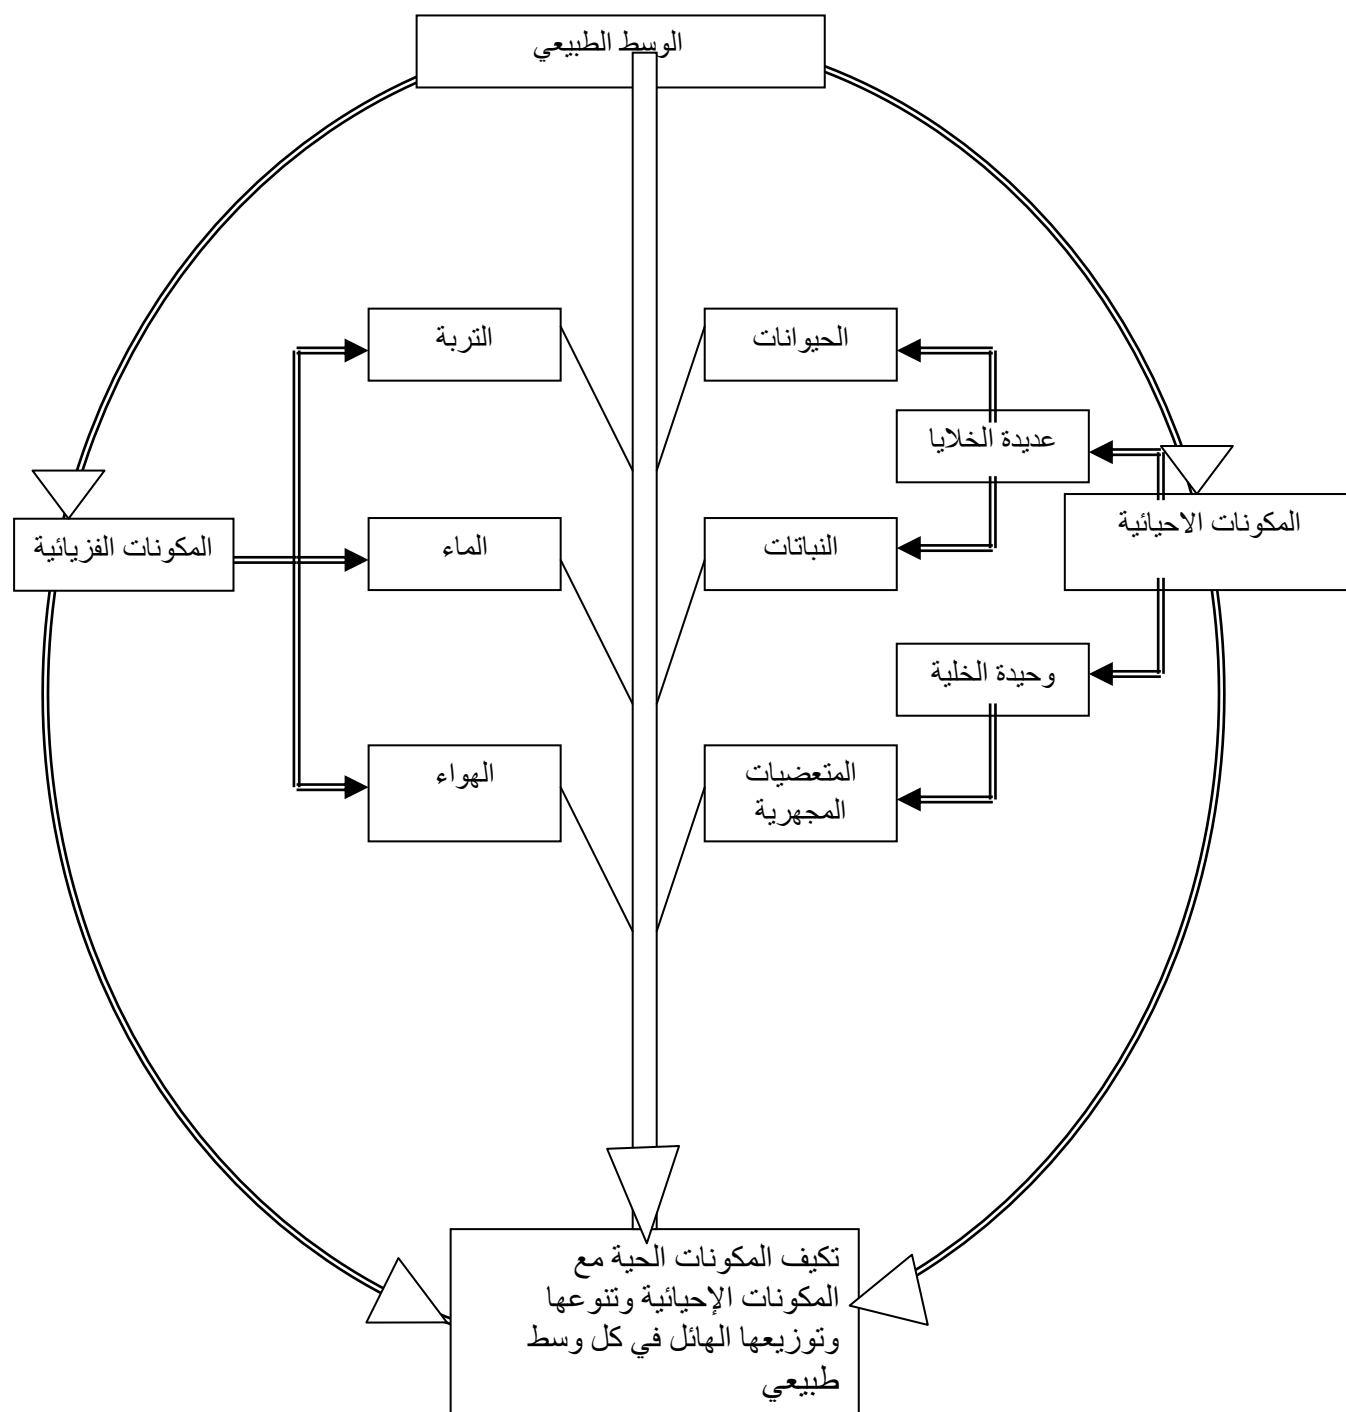 الوسط الطبيعي
الحيوانات
التربة
عديدة الخلايا
المكونات الاحيائية
النباتات
الماء
المكونات الفزيائية
وحيدة الخلية
المتعضيات
المجهرية
الهواء
تكيف المكونات الحية مع
المكونات الإحيائية وتنوعها
وتوزيعها الهائل في كل وسط
طبيعي